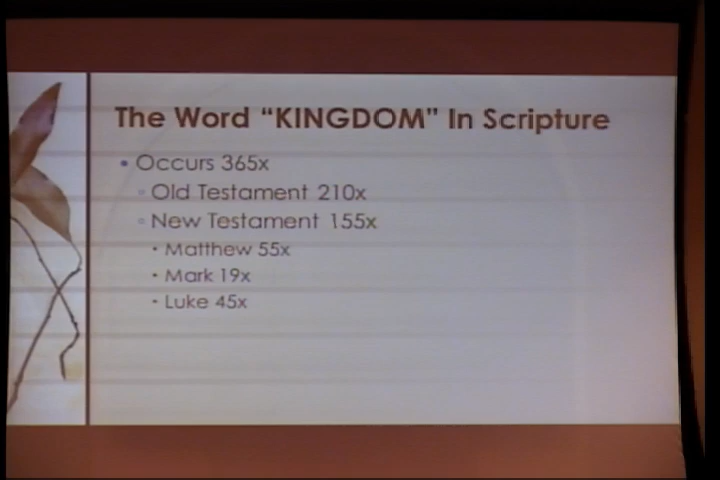 The Word “KINGDOM” In Scripture
• Occurs 365x
◦ Old Testament 210x
◦ New Testament 155x
• Matthew 55x
• Mark 19x
• Luke 45x